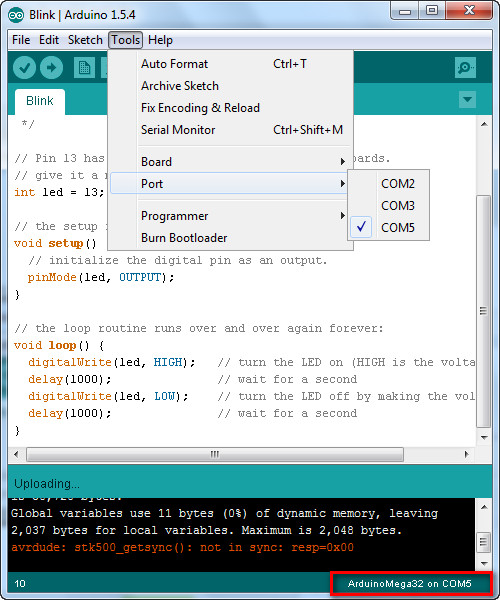 Blink | Arduino 1.5.4
File Edit Sketch Tools Help
Auto Format Ctrl+T
Archive Sketch
Fix Encoding & Reload
Serial Monitor Ctrl+Shift+M
Board
Port
Programmer
Burn Bootloader
COM2
COM3
COM5
Blink
*/
// Pin 13 has
// give it a
int led = 13;
// the setup
void setup()
// initialize the digital pin as an output.
pinMode(led, OUTPUT);
}
// the loop routine runs over and over again forever:
void loop() {
digitalWrite(led, HIGH); // turn the LED on (HIGH is the volta
delay(1000); // wait for a second
digitalWrite(led, LOW); // turn the LED off by making the vol
delay(1000); // wait for a second
}
Uploading...
bytes.
Global variables use 11 bytes (0%) of dynamic memory, leaving
2,037 bytes for local variables. Maximum is 2,048 bytes.
avrdude: stk500_getsync(): not in sync: resp=0x00
10 ArduinoMega32 on COM5